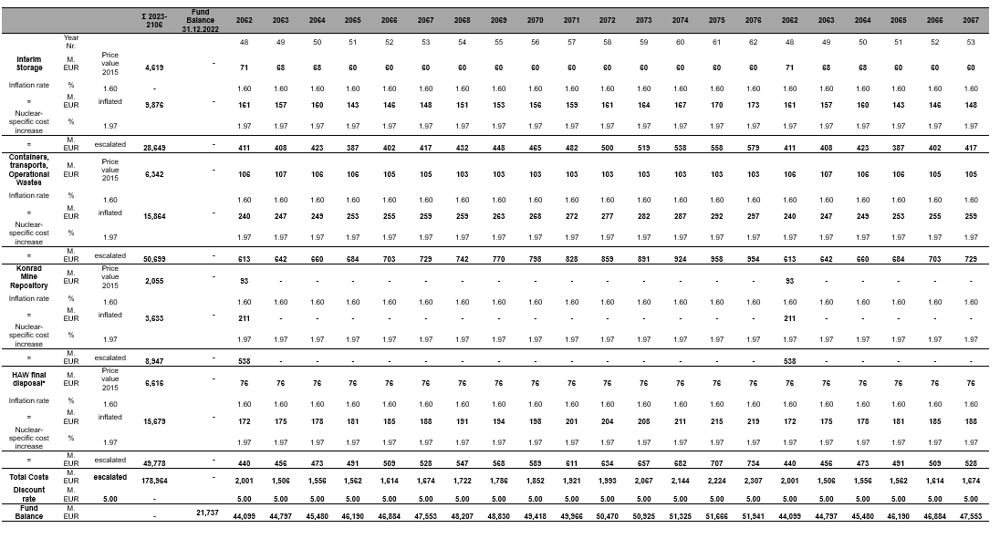 Σ 2023-2106 Fund Balance 31.12.2022 2062 2063 2064 2065 2066 2067 2068 2069 2070 2071 2072 2073 2074 2075 2076 2062 2063 2064 2065 2066 2067
Year Nr. 48 49 50 51 52 53 54 55 56 57 58 59 60 61 62 48 49 50 51 52 53
Interim Storage M. EUR Price value 2015 4,619 - 71 68 68 60 60 60 60 60 60 60 60 60 60 60 60 71 68 68 60 60 60
Inflation rate % 1.60 - 1.60 1.60 1.60 1.60 1.60 1.60 1.60 1.60 1.60 1.60 1.60 1.60 1.60 1.60 1.60 1.60 1.60 1.60 1.60 1.60 1.60
= M. EUR inflated 9,876 - 161 157 160 143 146 148 151 153 156 159 161 164 167 170 173 161 157 160 143 146 148
Nuclear-specific cost increase % 1.97 1.97 1.97 1.97 1.97 1.97 1.97 1.97 1.97 1.97 1.97 1.97 1.97 1.97 1.97 1.97 1.97 1.97 1.97 1.97 1.97 1.97
= M. EUR escalated 28,649 - 411 408 423 387 402 417 432 448 465 482 500 519 538 558 579 411 408 423 387 402 417
Containers, transports, Operational Wastes M. EUR Price value 2015 6,342 - 106 107 106 106 105 105 103 103 103 103 103 103 103 103 103 106 107 106 106 105 105
Inflation rate % 1.60 1.60 1.60 1.60 1.60 1.60 1.60 1.60 1.60 1.60 1.60 1.60 1.60 1.60 1.60 1.60 1.60 1.60 1.60 1.60 1.60 1.60
= M. EUR inflated 15,864 - 240 247 249 253 255 259 259 263 268 272 277 282 287 292 297 240 247 249 253 255 259
Nuclear-specific cost increase % 1.97 1.97 1.97 1.97 1.97 1.97 1.97 1.97 1.97 1.97 1.97 1.97 1.97 1.97 1.97 1.97 1.97 1.97 1.97 1.97 1.97 1.97
= M. EUR escalated 50,699 - 613 642 660 684 703 729 742 770 798 828 859 891 924 958 994 613 642 660 684 703 729
Konrad Mine Repository M. EUR Price value 2015 2,055 - 93 - - - - - - - - - - - - - - 93 - - - - -
Inflation rate % 1.60 1.60 1.60 1.60 1.60 1.60 1.60 1.60 1.60 1.60 1.60 1.60 1.60 1.60 1.60 1.60 1.60 1.60 1.60 1.60 1.60 1.60
= M. EUR inflated 3,633 - 211 - - - - - - - - - - - - - - 211 - - - - -
Nuclear-specific cost increase % 1.97 1.97 1.97 1.97 1.97 1.97 1.97 1.97 1.97 1.97 1.97 1.97 1.97 1.97 1.97 1.97 1.97 1.97 1.97 1.97 1.97 1.97
= M. EUR escalated 8,947 - 538 - - - - - - - - - - - - - - 538 - - - - -
HAW final disposal* M. EUR Price value 2015 6,616 - 76 76 76 76 76 76 76 76 76 76 76 76 76 76 76 76 76 76 76 76 76
Inflation rate % 1.60 1.60 1.60 1.60 1.60 1.60 1.60 1.60 1.60 1.60 1.60 1.60 1.60 1.60 1.60 1.60 1.60 1.60 1.60 1.60 1.60 1.60
= M. EUR inflated 15,679 - 172 175 178 181 185 188 191 194 198 201 204 208 211 215 219 172 175 178 181 185 188
Nuclear-specific cost increase % 1.97 1.97 1.97 1.97 1.97 1.97 1.97 1.97 1.97 1.97 1.97 1.97 1.97 1.97 1.97 1.97 1.97 1.97 1.97 1.97 1.97 1.97
= M. EUR escalated 49,778 - 440 456 473 491 509 528 547 568 589 611 634 657 682 707 734 440 456 473 491 509 528
Total Costs M. EUR escalated 178,964 - 2,001 1,506 1,556 1,562 1,614 1,674 1,722 1,786 1,852 1,921 1,993 2,067 2,144 2,224 2,307 2,001 1,506 1,556 1,562 1,614 1,674
Discount rate M. EUR 5.00 - 5.00 5.00 5.00 5.00 5.00 5.00 5.00 5.00 5.00 5.00 5.00 5.00 5.00 5.00 5.00 5.00 5.00 5.00 5.00 5.00 5.00
Fund Balance M. EUR - 21,737 44,099 44,797 45,480 46,190 46,884 47,553 48,207 48,830 49,418 49,966 50,470 50,925 51,325 51,666 51,941 44,099 44,797 45,480 46,190 46,884 47,553